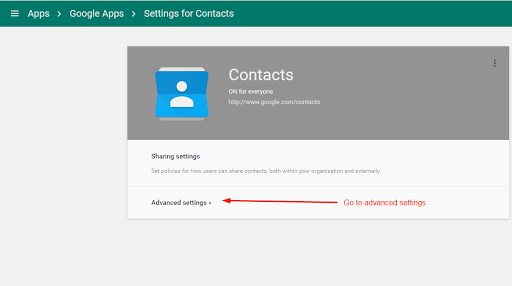 Apps > Google Apps > Settings for Contacts
Contacts
ON for everyone
http://www.google.com/contacts
Sharing settings
Set policies for how users can share contacts, both within your organization and externally.
Advanced settings » Go to advanced settings